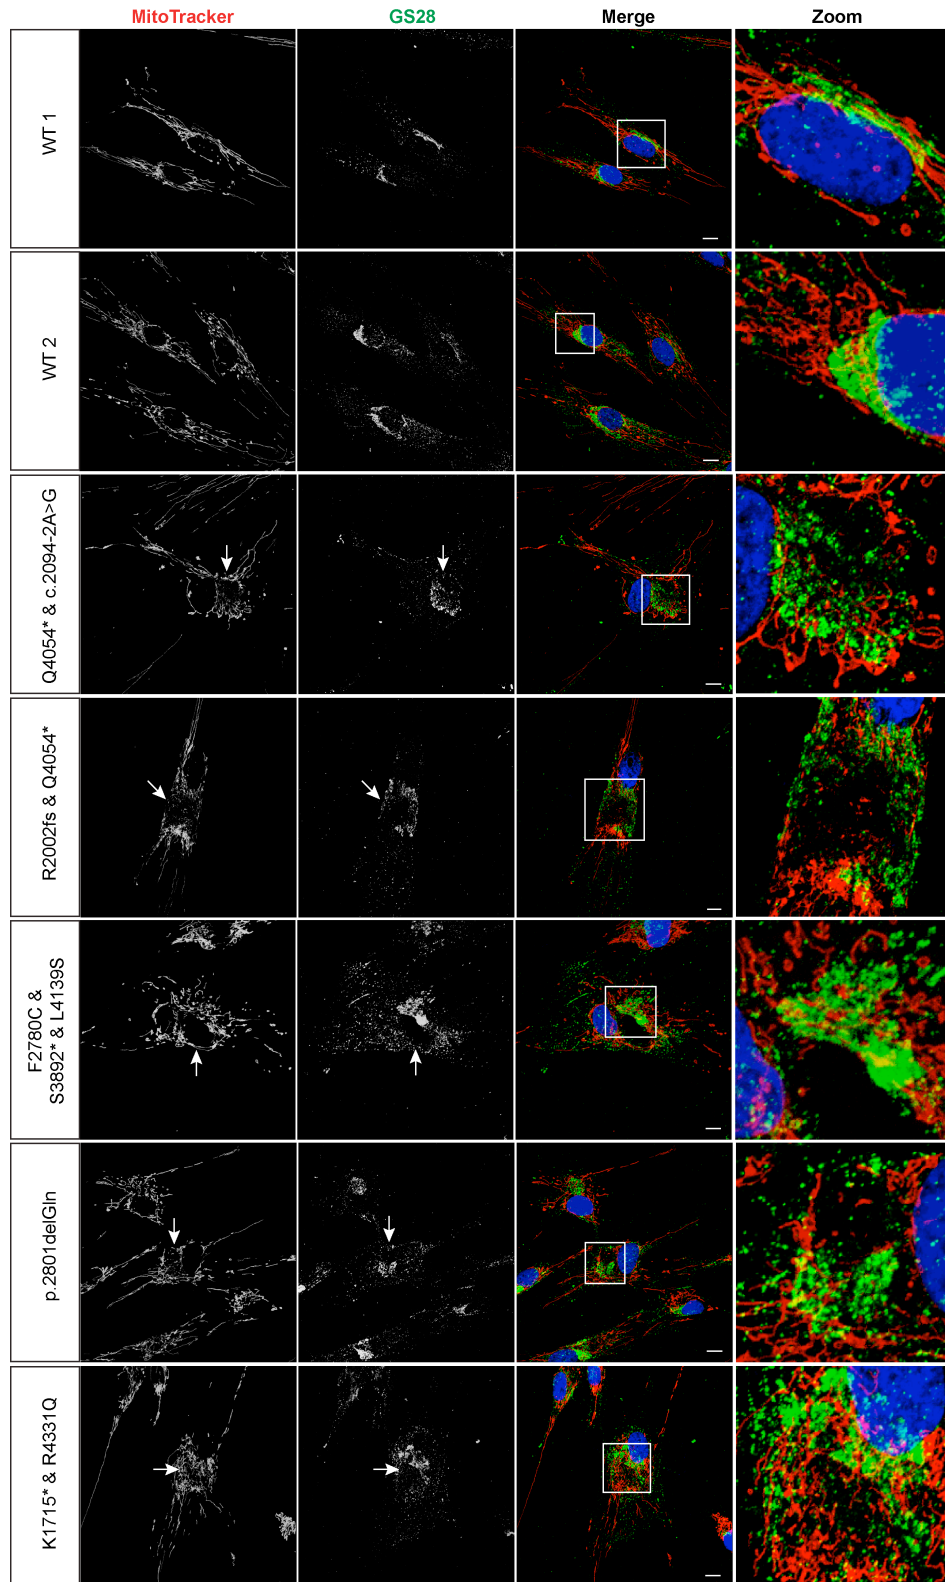 MitoTracker GS28 Merge Zoom
WT 1
WT 2
Q4054* & c.2094-2A>G
R2002fs & Q4054*
F2780C &
S3892* & L4139S
p.2801delGln
K1715* & R4331Q